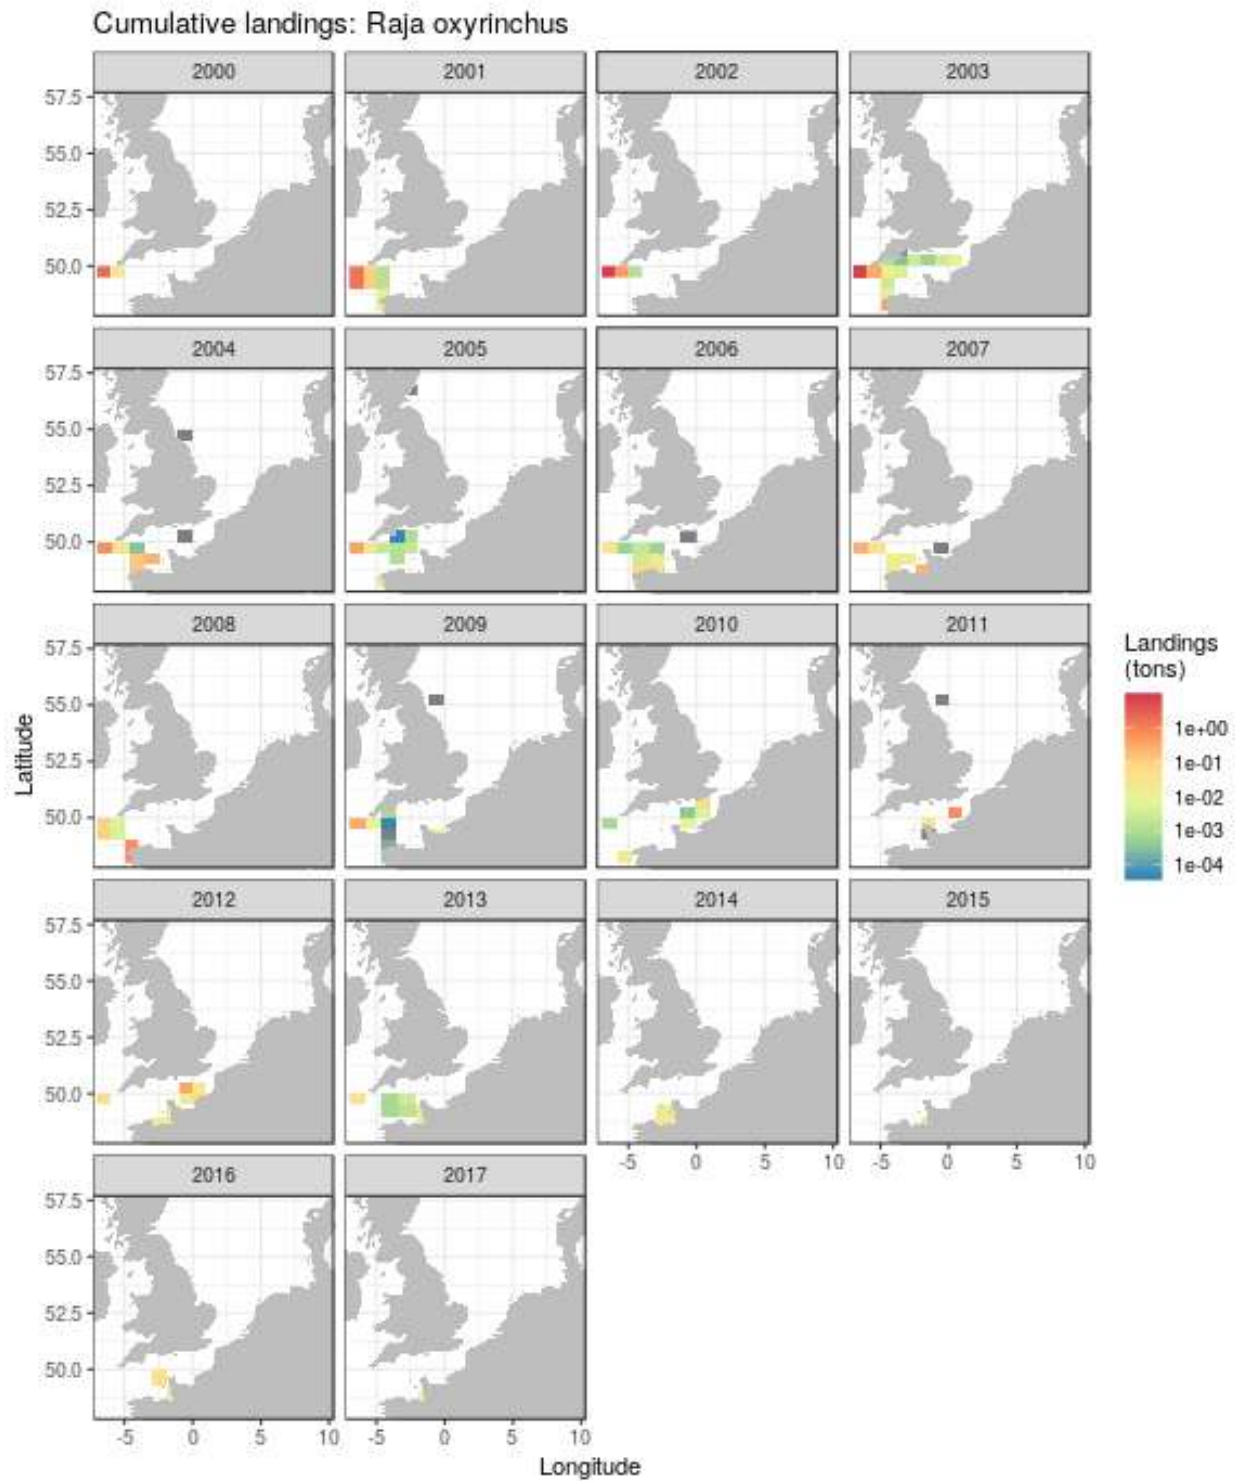 Cumulative landings: Raja oxyrinchus
2000 2001 2002 2003
57.5
55.0
52.5
50.0
2004 2005 2006 2007
57.5
55.0
52.5
50.0
2008 2009 2010 2011
57.5
55.0
52.5
50.0
Latitude
Landings
(tons)
1e+00
1e-01
1e-02
1e-03
1e-04
2012 2013 2014 2015
57.5
55.0
52.5
50.0
-5 0 5 10 -5 0 5 10
2016 2017
57.5
55.0
52.5
50.0
-5 0 5 10 -5 0 5 10
Longitude